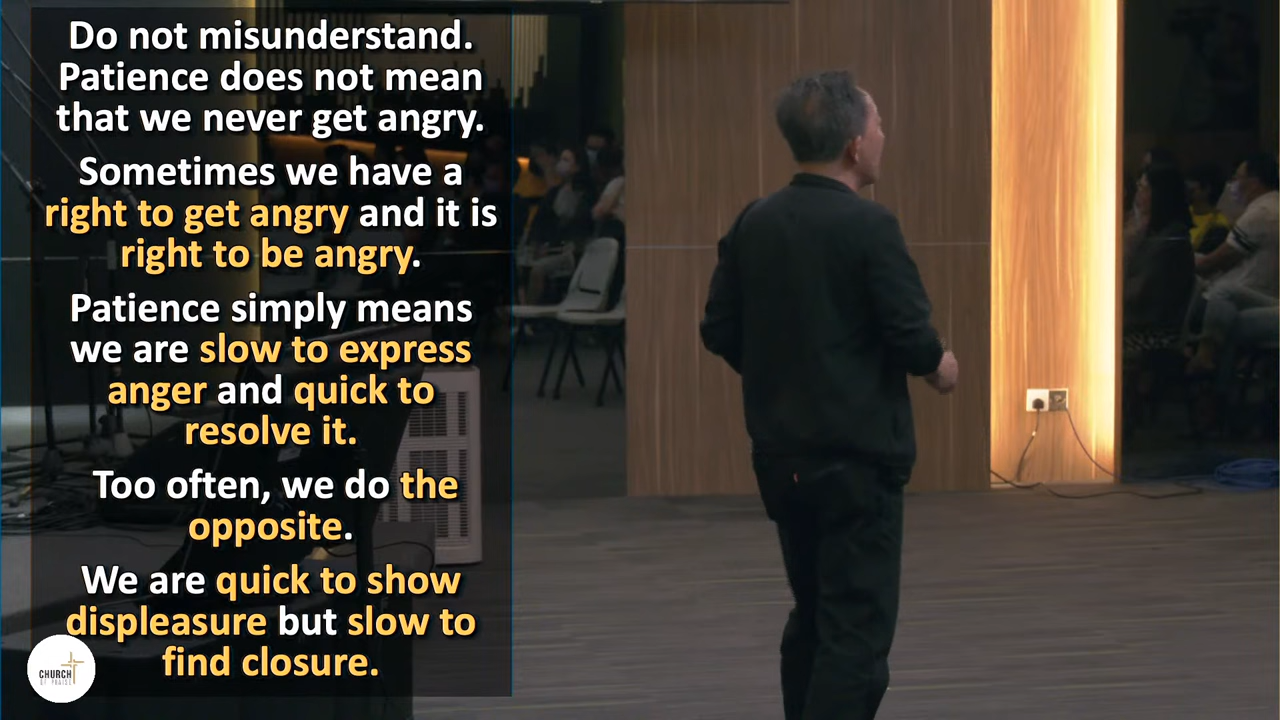 Do not misunderstand.
Patience does not mean
that we never get angry.
Sometimes we have a
right to get angry and it is
right to be angry.
Patience simply means
we are slow to express
anger and quick to
resolve it.
Too often, we do the
opposite.
We are quick to show
displeasure but slow to
find closure.
CHURCH
OF PRAISE